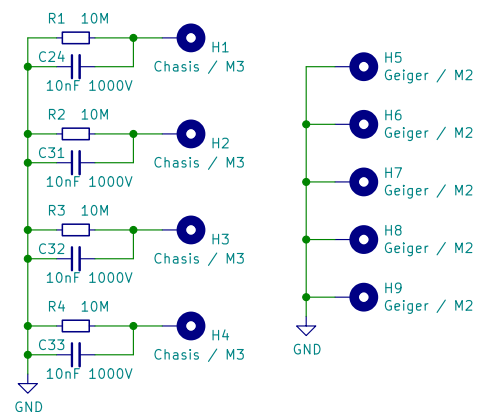 R1 10M
H1
C24
Chasis / M3
10nF 1000V
R2 10M
H2
C31
Chasis / M3
10nF 1000V
R3 10M
H3
C32
Chasis / M3
10nF 1000V
R4 10M
H4
C33
Chasis / M3
10nF 1000V
GND
H5
Geiger / M2
H6
Geiger / M2
H7
Geiger / M2
H8
Geiger / M2
H9
Geiger / M2
GND